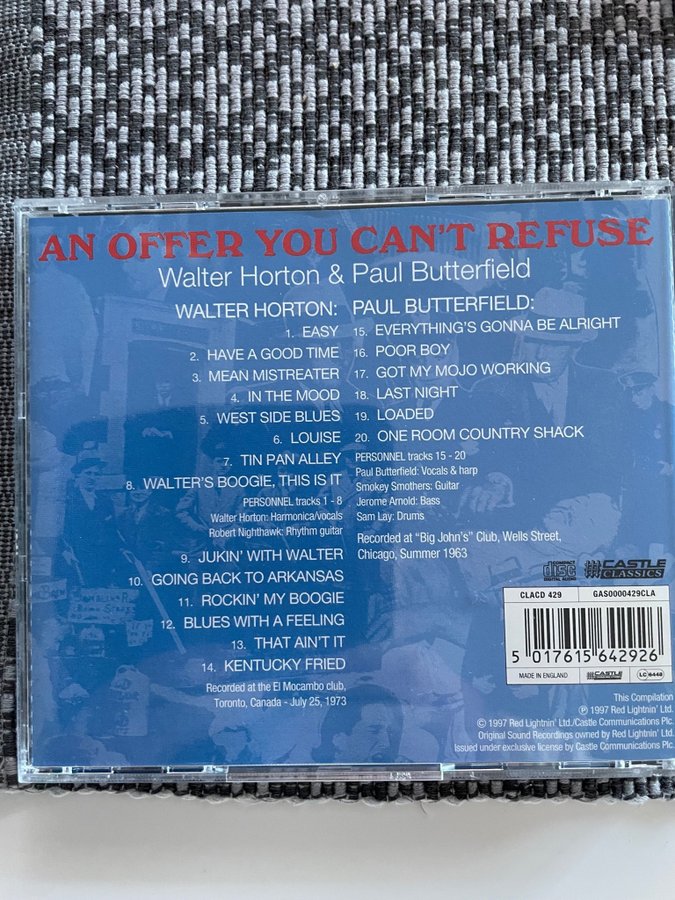 AN OFFER YOU CAN'T REFUSE
Walter Horton & Paul Butterfield
WALTER HORTON:
1. EASY
2. HAVE A GOOD TIME
3. MEAN MISTREATER
4. IN THE MOOD
5. WEST SIDE BLUES
6. LOUISE
7. TIN PAN ALLEY
8. WALTER'S BOOGIE, THIS IS IT
PERSONNEL tracks 1 - 8
Walter Horton: Harmonica/vocals
Robert Nighthawk: Rhythm guitar
9. JUKIN' WITH WALTER
10. GOING BACK TO ARKANSAS
11. ROCKIN' MY BOOGIE
12. BLUES WITH A FEELING
13. THAT AIN'T IT
14. KENTUCKY FRIED
Recorded at the El Mocambo club,
Toronto, Canada - July 25, 1973
PAUL BUTTERFIELD:
15. EVERYTHING'S GONNA BE ALRIGHT
16. POOR BOY
17. GOT MY MOJO WORKING
18. LAST NIGHT
19. LOADED
20. ONE ROOM COUNTRY SHACK
PERSONNEL tracks 15 - 20
Paul Butterfield: Vocals & harp
Smokey Smothers: Guitar
Jerome Arnold: Bass
Sam Lay: Drums
Recorded at "Big John's" Club, Wells Street,
Chicago, Summer 1963
COMPACT
disc
DIGITAL AUDIO
CASTLE
CLASSICS
CLACD 429
GAS0000429CLA
5 017615 642926
MADE IN ENGLAND
CASTLE
LC 6448
This Compilation
℗ 1997 Red Lightnin' Ltd.
© 1997 Red Lightnin' Ltd./Castle Communications Plc.
Original Sound Recordings owned by Red Lightnin' Ltd.
Issued under exclusive license by Castle Communications Plc.